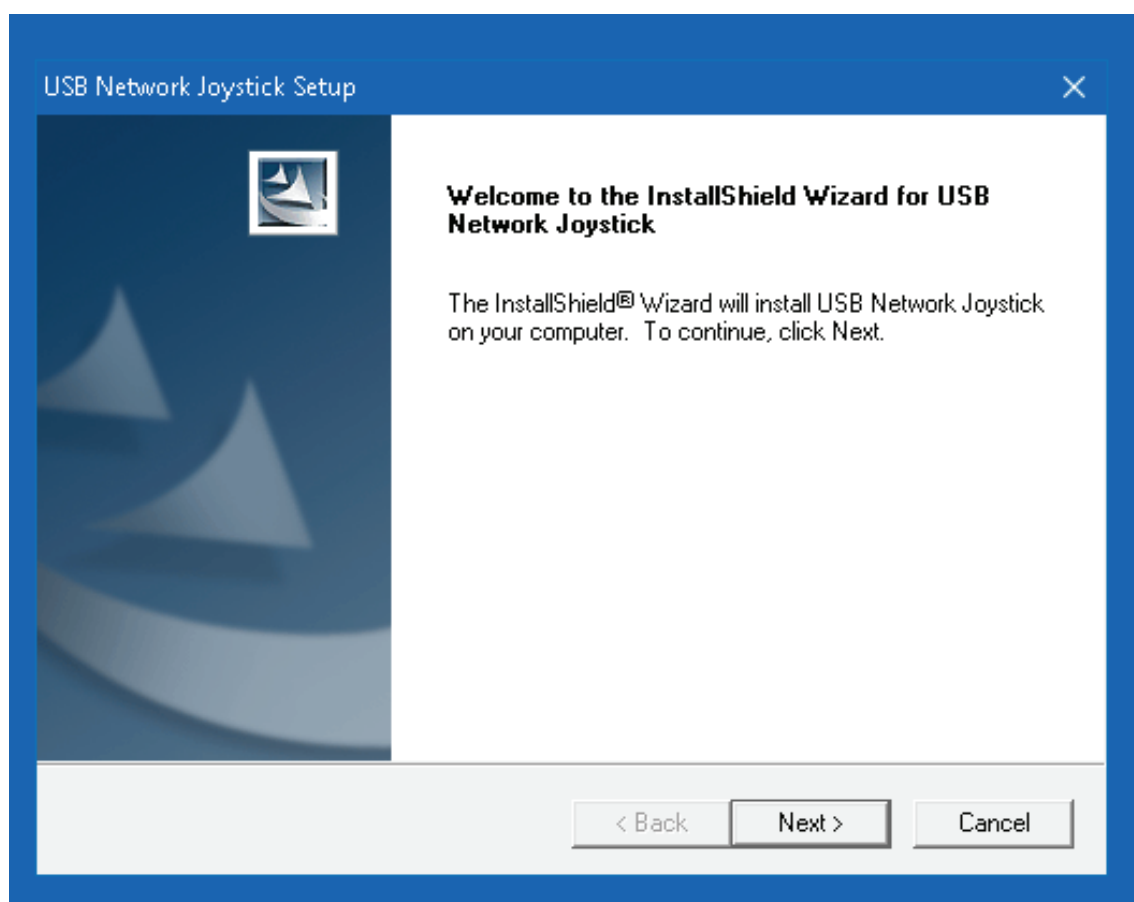 USB Network Joystick Setup
Welcome to the InstallShield Wizard for USB
Network Joystick
The InstallShield® Wizard will install USB Network Joystick
on your computer.  To continue, click Next.
< Back
Next >
Cancel